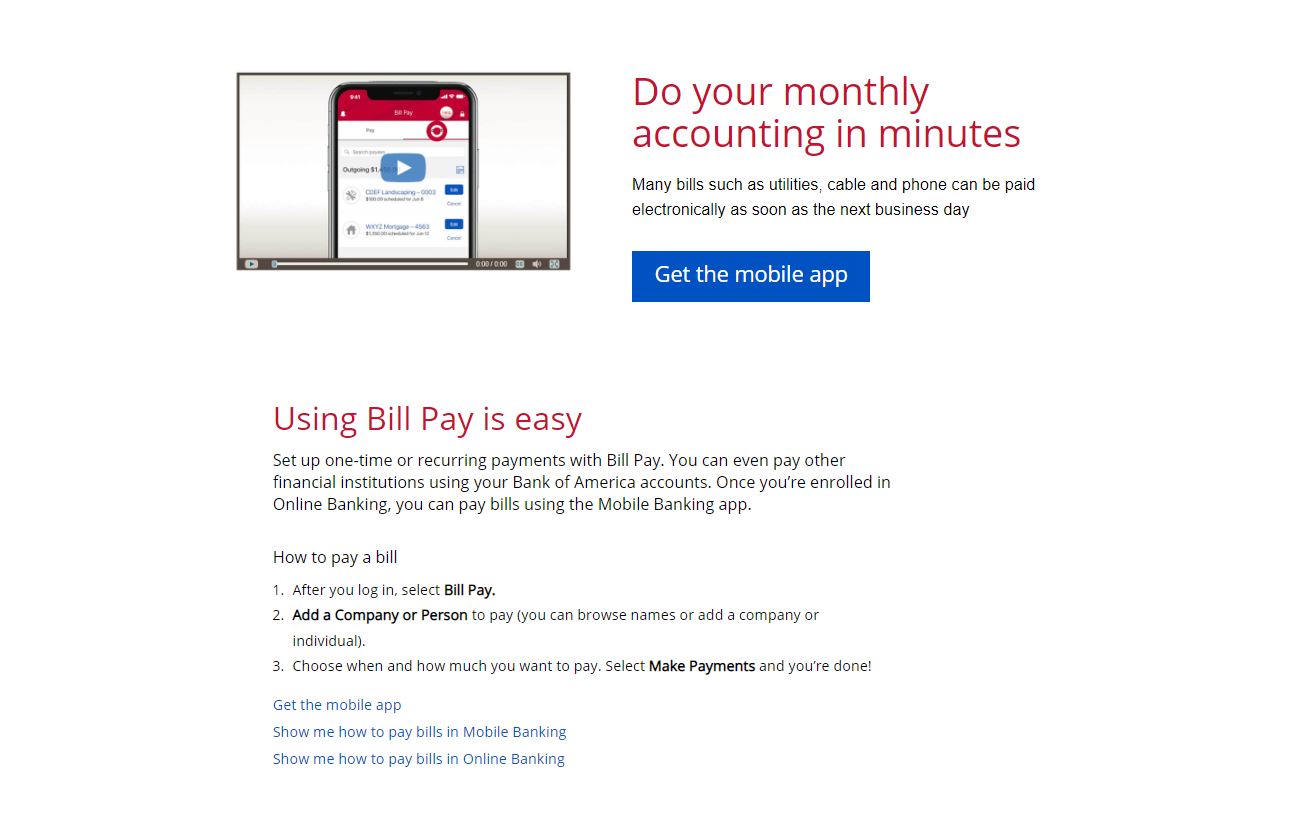 9:41
Bill Pay
Pay
Search payees
Outgoing $1,
CDEF Landscaping – 0003
Edit
$100.00 scheduled for Jun 8
Cancel
WXYZ Mortgage – 4563
Edit
$1,350.00 scheduled for Jun 12
Cancel
0:00 / 0:00
Do your monthly
accounting in minutes
Many bills such as utilities, cable and phone can be paid
electronically as soon as the next business day
Get the mobile app
Using Bill Pay is easy
Set up one-time or recurring payments with Bill Pay. You can even pay other
financial institutions using your Bank of America accounts. Once you’re enrolled in
Online Banking, you can pay bills using the Mobile Banking app.
How to pay a bill
1. After you log in, select Bill Pay.
2. Add a Company or Person to pay (you can browse names or add a company or
individual).
3. Choose when and how much you want to pay. Select Make Payments and you’re done!
Get the mobile app
Show me how to pay bills in Mobile Banking
Show me how to pay bills in Online Banking